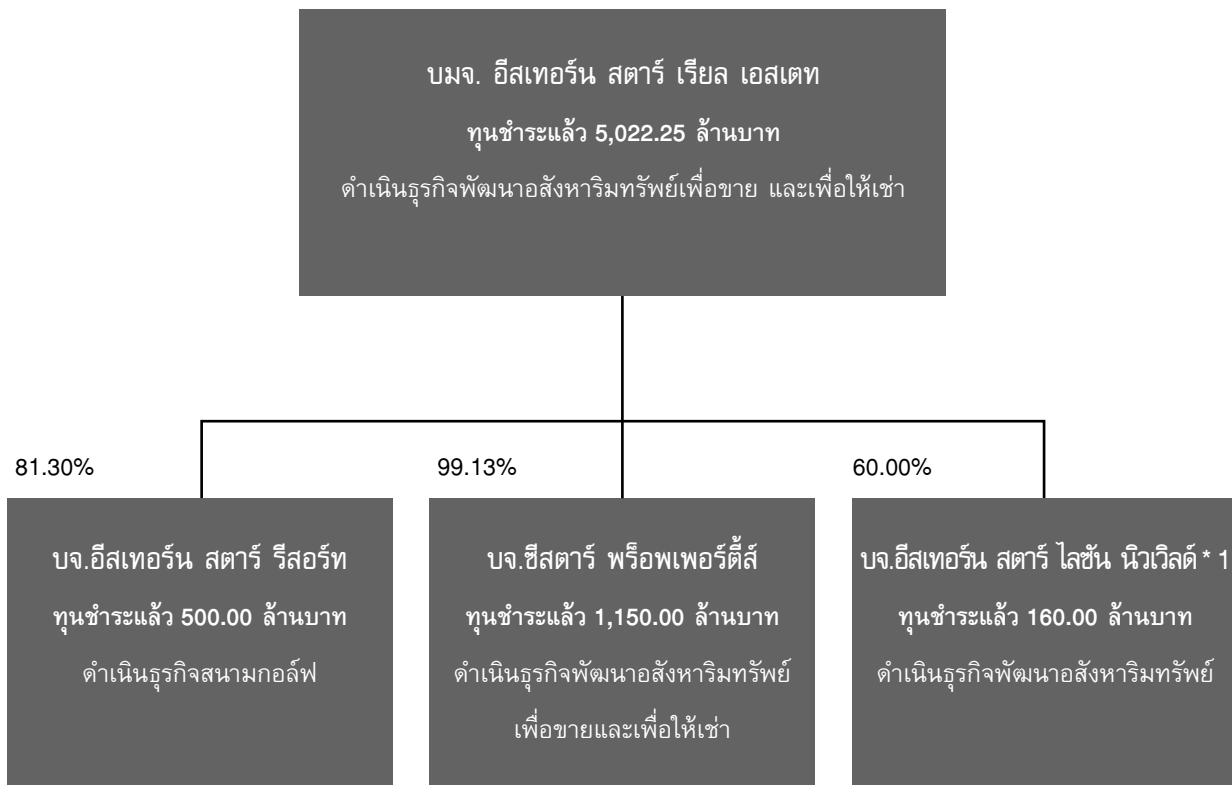 บมจ. อีสเทอร์น สตาร์ เรียล เอสเตท
ทุนชำระแล้ว 5,022.25 ล้านบาท
ดำเนินธุรกิจพัฒนาอสังหาริมทรัพย์เพื่อขาย และเพื่อให้เช่า
81.30%
บจ.อีสเทอร์น สตาร์ รีสอร์ท
ทุนชำระแล้ว 500.00 ล้านบาท
ดำเนินธุรกิจสนามกอล์ฟ
99.13%
บจ.ซีสตาร์ พร็อพเพอร์ตี้ส์
ทุนชำระแล้ว 1,150.00 ล้านบาท
ดำเนินธุรกิจพัฒนาอสังหาริมทรัพย์
เพื่อขายและเพื่อให้เช่า
60.00%
บจ.อีสเทอร์น สตาร์ ไลซัน นิวเวิลด์ * 1
ทุนชำระแล้ว 160.00 ล้านบาท
ดำเนินธุรกิจพัฒนาอสังหาริมทรัพย์